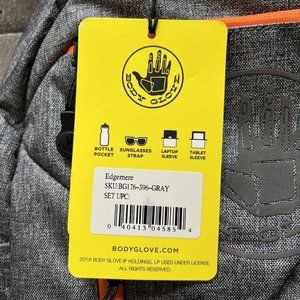 BODY GLOVE
BOTTLE POCKET
SUNGLASSES STRAP
LAPTOP SLEEVE
TABLET SLEEVE
Edgemere
SKU:BG176-596-GRAY
SET UPC:
0 40413 04585 4
BODYGLOVE.COM
2018 BODY GLOVE IP HOLDINGS, LP USED UNDER LICENSE
ALL RIGHTS RESERVED.